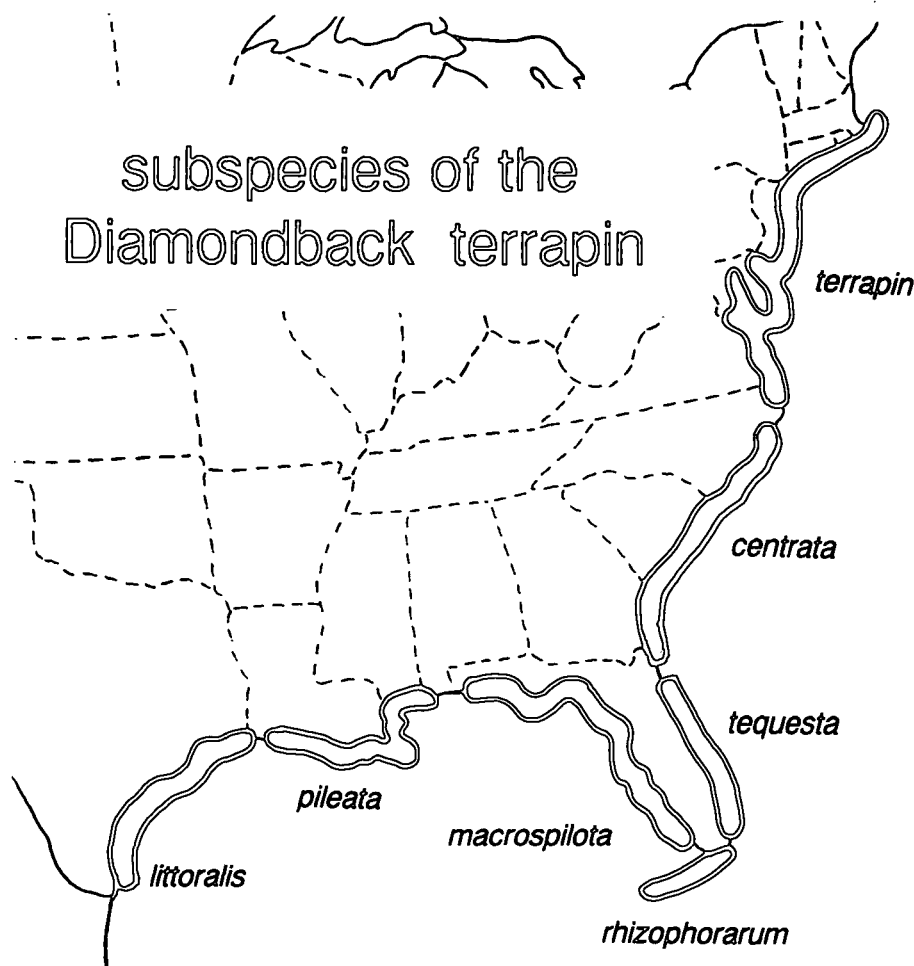 subspecies of the
Diamondback terrapin
terrapin
centrata
tequesta
pileata
macrospilota
littoralis
rhizophorarum